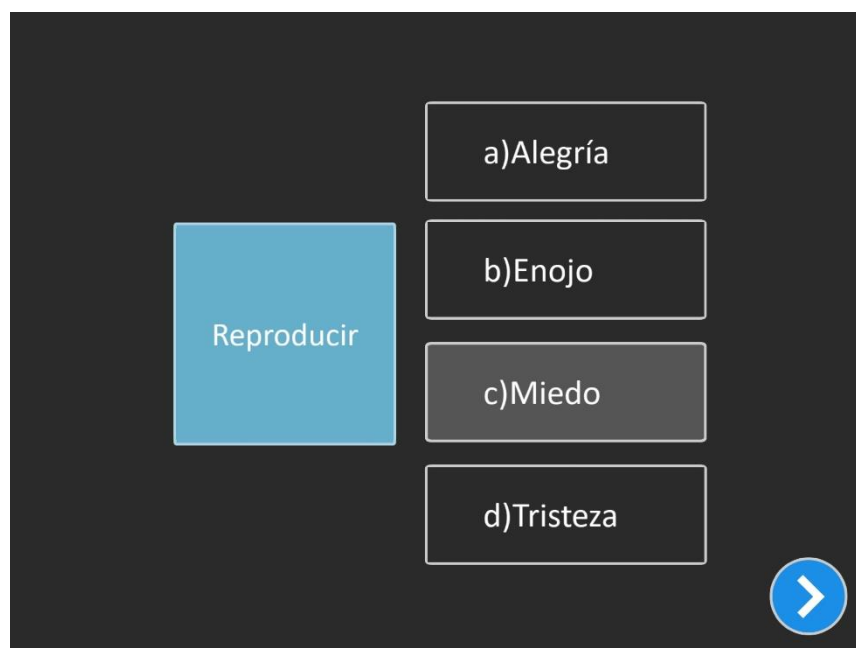 a)Alegría
b)Enojo
Reproducir
c)Miedo
d)Tristeza